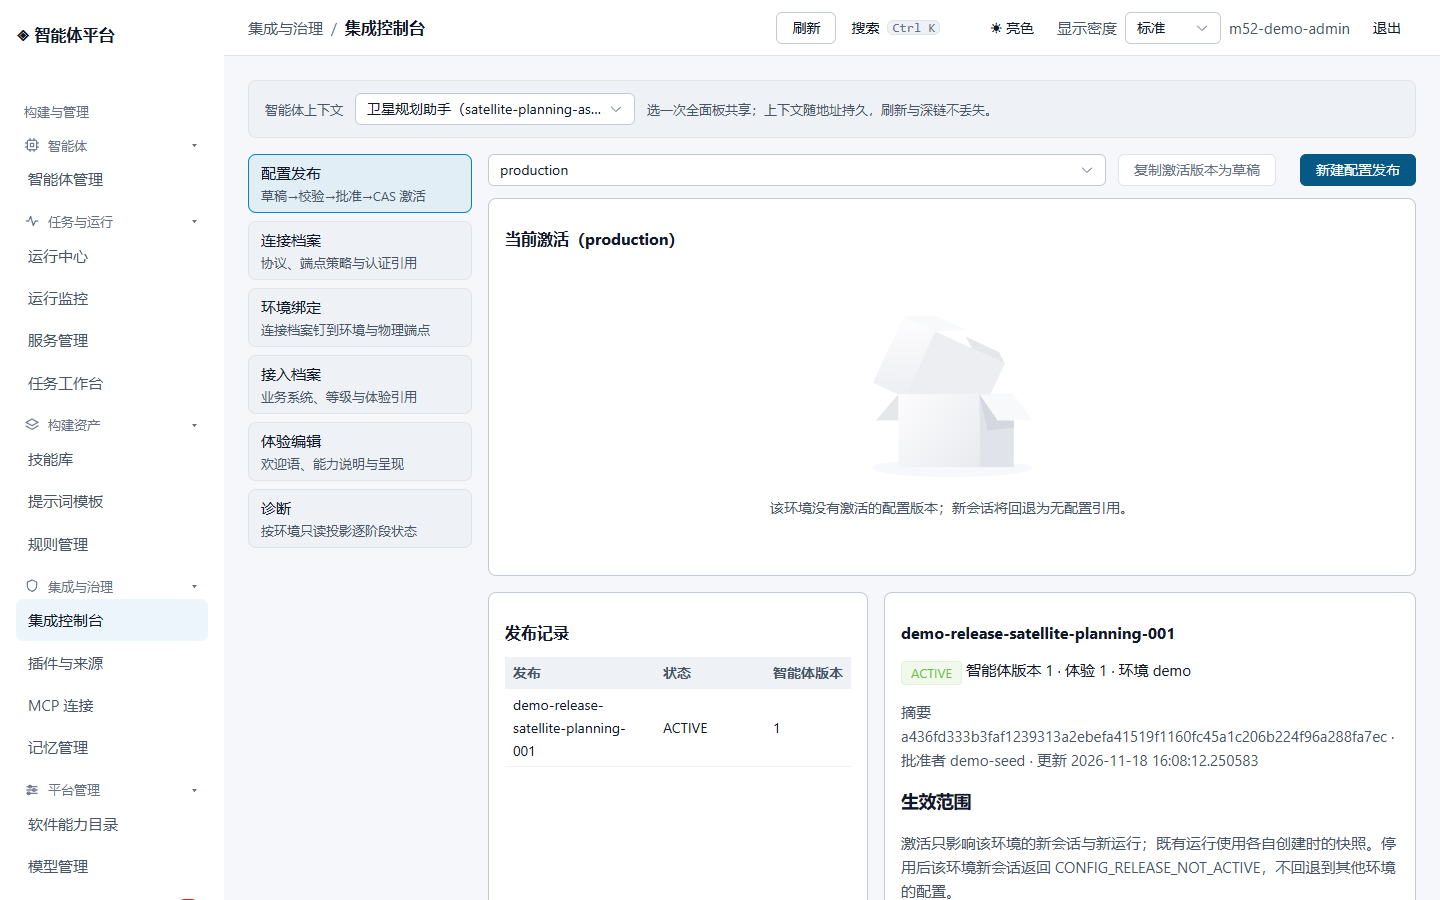 ◈ 智能体平台
集成与治理 / 集成控制台
刷新
搜索 Ctrl K
☀ 亮色
显示密度
标准
m52-demo-admin
退出
构建与管理
智能体
智能体管理
任务与运行
运行中心
运行监控
服务管理
任务工作台
构建资产
技能库
提示词模板
规则管理
集成与治理
集成控制台
插件与来源
MCP 连接
记忆管理
平台管理
软件能力目录
模型管理
智能体上下文
卫星规划助手（satellite-planning-as...
选一次全面板共享；上下文随地址持久，刷新与深链不丢失。
配置发布
草稿→校验→批准→CAS 激活
连接档案
协议、端点策略与认证引用
环境绑定
连接档案钉到环境与物理端点
接入档案
业务系统、等级与体验引用
体验编辑
欢迎语、能力说明与呈现
诊断
按环境只读投影逐阶段状态
production
复制激活版本为草稿
新建配置发布
当前激活（production）
该环境没有激活的配置版本；新会话将回退为无配置引用。
发布记录
发布 状态 智能体版本
demo-release-
satellite-planning- ACTIVE 1
001
demo-release-satellite-planning-001
ACTIVE 智能体版本 1 · 体验 1 · 环境 demo
摘要
a436fd333b3faf1239313a2ebefa41519f1160fc45a1c206b224f96a288fa7ec ·
批准者 demo-seed · 更新 2026-11-18 16:08:12.250583
生效范围
激活只影响该环境的新会话与新运行；既有运行使用各自创建时的快照。停
用后该环境新会话返回 CONFIG_RELEASE_NOT_ACTIVE，不回退到其他环境
的配置。